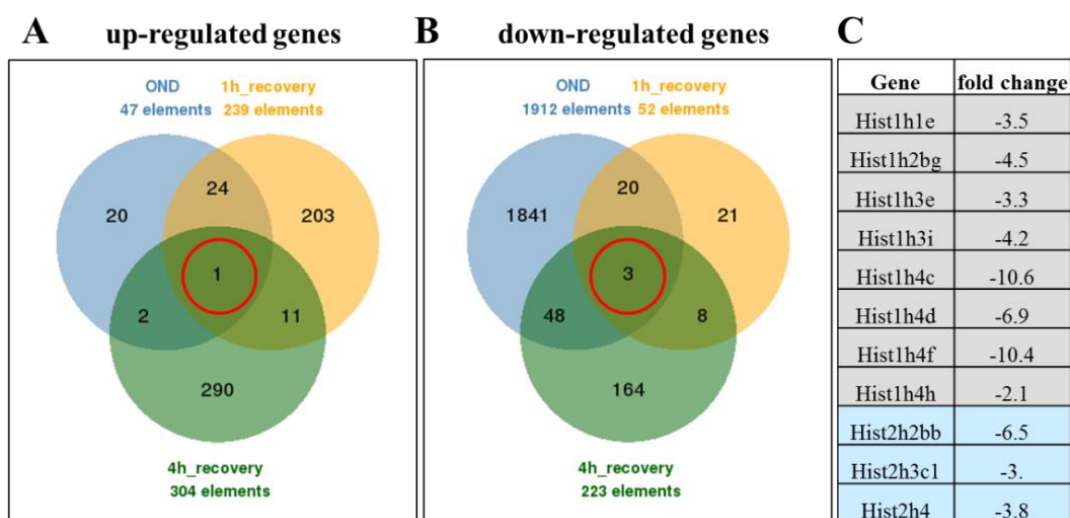 A up-regulated genes
B down-regulated genes
C
OND 1h_recovery
47 elements 239 elements
24
20 203
1
2 11
290
4h_recovery
304 elements
OND 1h_recovery
1912 elements 52 elements
20
1841 21
3
48 8
164
4h_recovery
223 elements
Gene fold change
Hist1h1e -3.5
Hist1h2bg -4.5
Hist1h3e -3.3
Hist1h3i -4.2
Hist1h4c -10.6
Hist1h4d -6.9
Hist1h4f -10.4
Hist1h4h -2.1
Hist2h2bb -6.5
Hist2h3c1 -3.
Hist2h4 -3.8